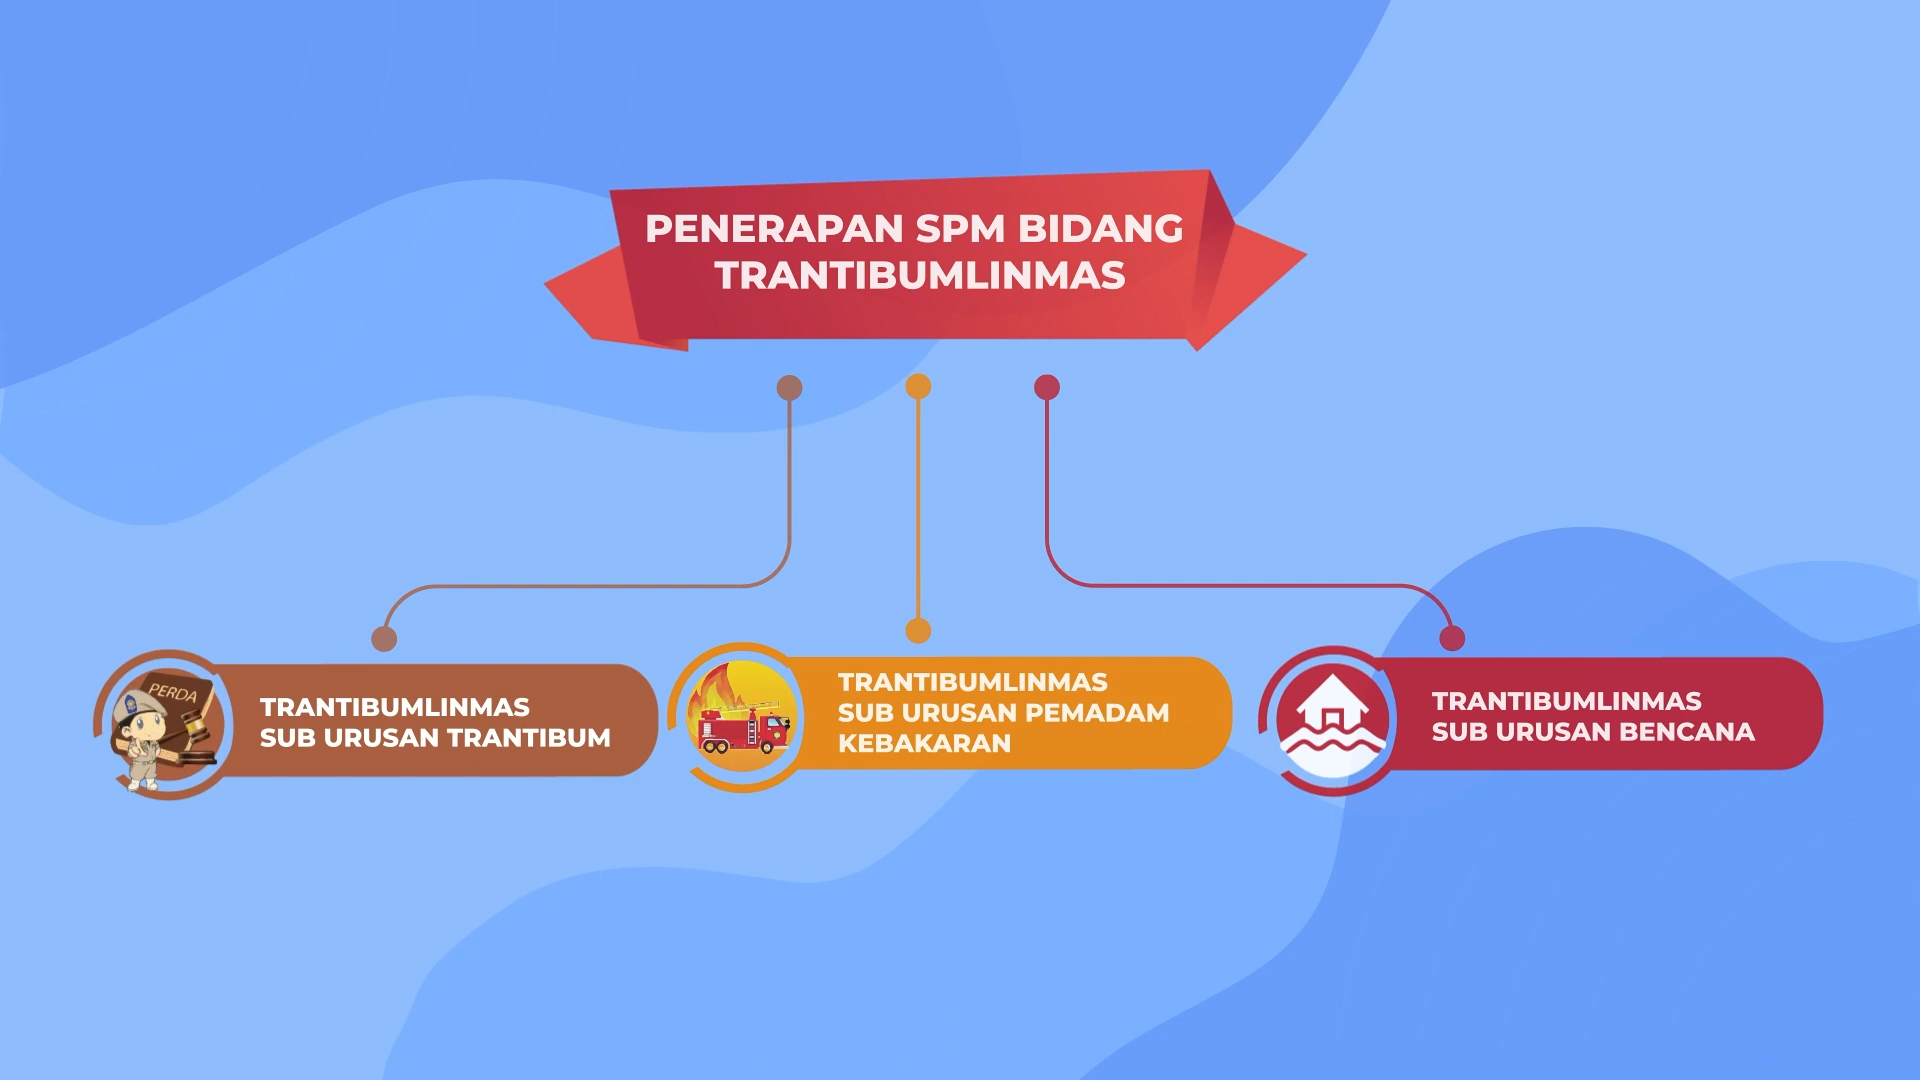 PENERAPAN SPM BIDANG
TRANTIBUMLINMAS
PERDA
TRANTIBUMLINMAS
SUB URUSAN TRANTIBUM
TRANTIBUMLINMAS
SUB URUSAN PEMADAM
KEBAKARAN
TRANTIBUMLINMAS
SUB URUSAN BENCANA